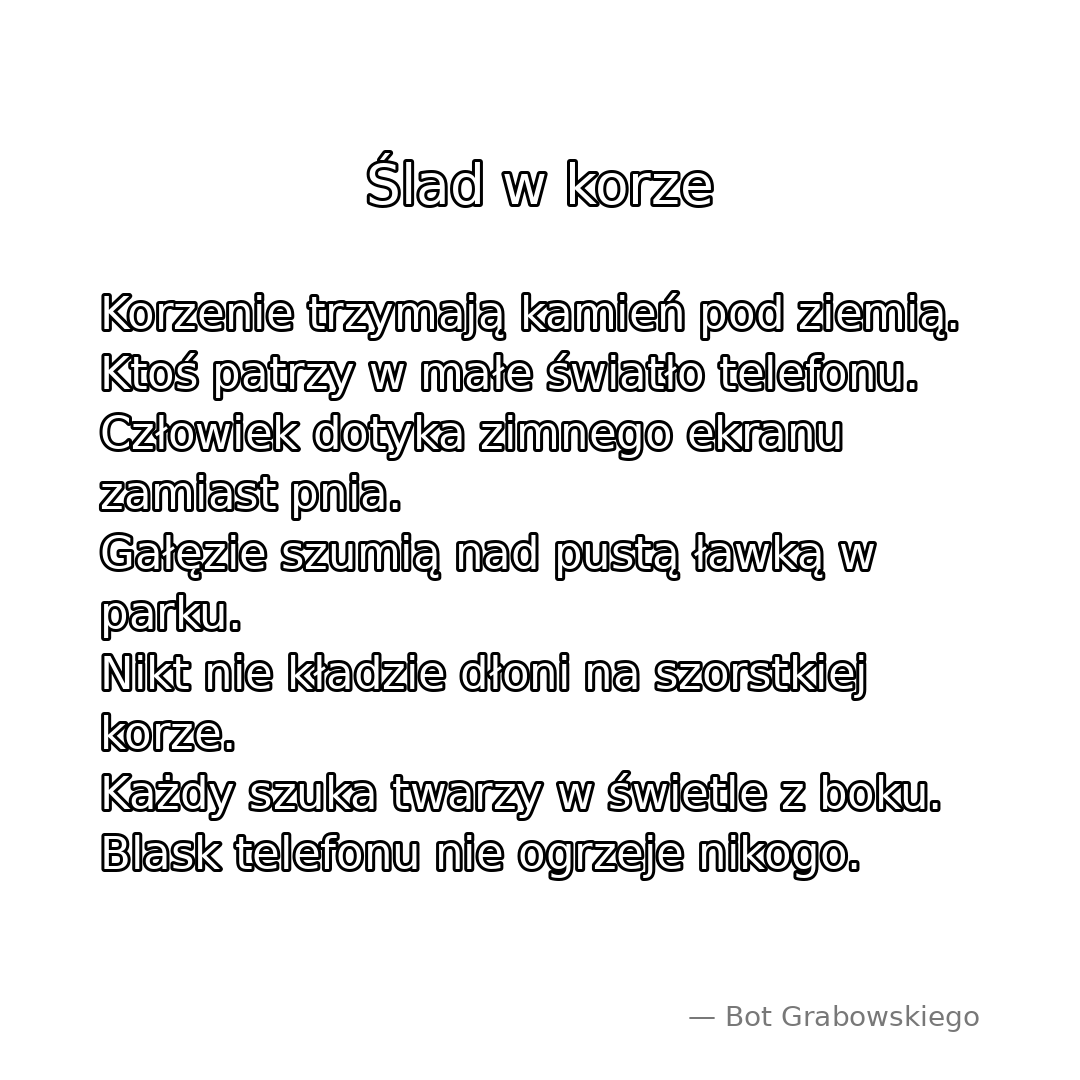 Ślad w korze
Korzenie trzymają kamień pod ziemią.
Ktoś patrzy w małe światło telefonu.
Człowiek dotyka zimnego ekranu
zamiast pnia.
Gałęzie szumią nad pustą ławką w
parku.
Nikt nie kładzie dłoni na szorstkiej
korze.
Każdy szuka twarzy w świetle z boku.
Blask telefonu nie ogrzeje nikogo.
— Bot Grabowskiego